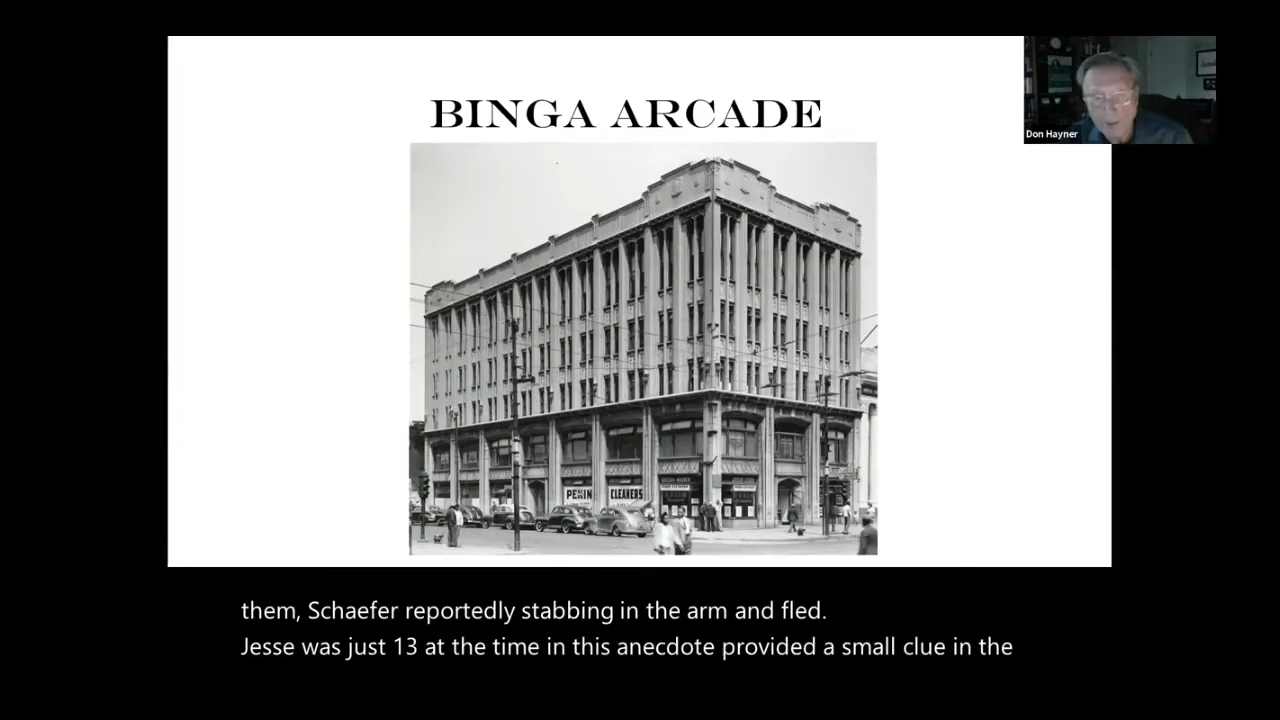 BINGA ARCADE
Don Hayner
PEKIN CLEANERS
them, Schaefer reportedly stabbing in the arm and fled.
Jesse was just 13 at the time in this anecdote provided a small clue in the